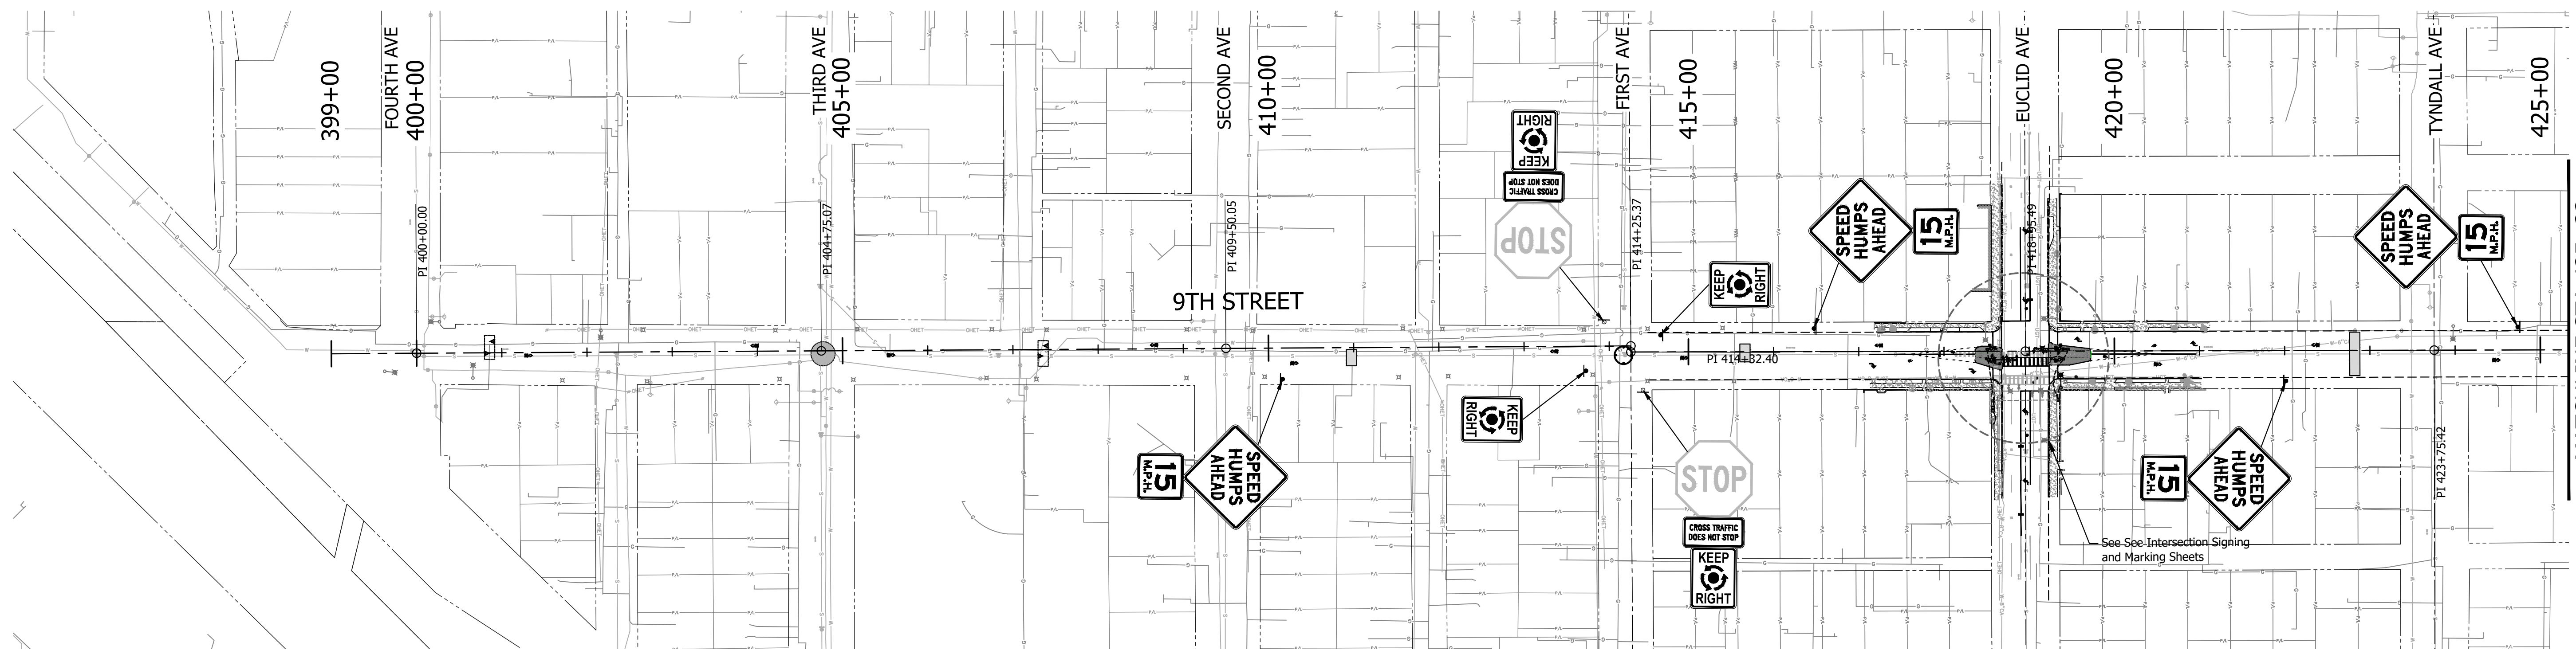 399+00
FOURTH AVE
400+00
THIRD AVE
405+00
SECOND AVE
410+00
FIRST AVE
415+00
EUCLID AVE
420+00
TYNDALL AVE
425+00
PI 400+00.00
PI 404+75.07
PI 409+50.05
PI 414+25.37
PI 418+95.49
PI 414+32.40
PI 423+75.42
9TH STREET
KEEP
RIGHT
CROSS TRAFFIC
DOES NOT STOP
STOP
KEEP
RIGHT
SPEED
HUMPS
AHEAD
15
M.P.H.
SPEED
HUMPS
AHEAD
15
M.P.H.
SPEED
HUMPS
AHEAD
15
M.P.H.
KEEP
RIGHT
STOP
CROSS TRAFFIC
DOES NOT STOP
KEEP
RIGHT
SPEED
HUMPS
AHEAD
15
M.P.H.
See See Intersection Signing
and Marking Sheets